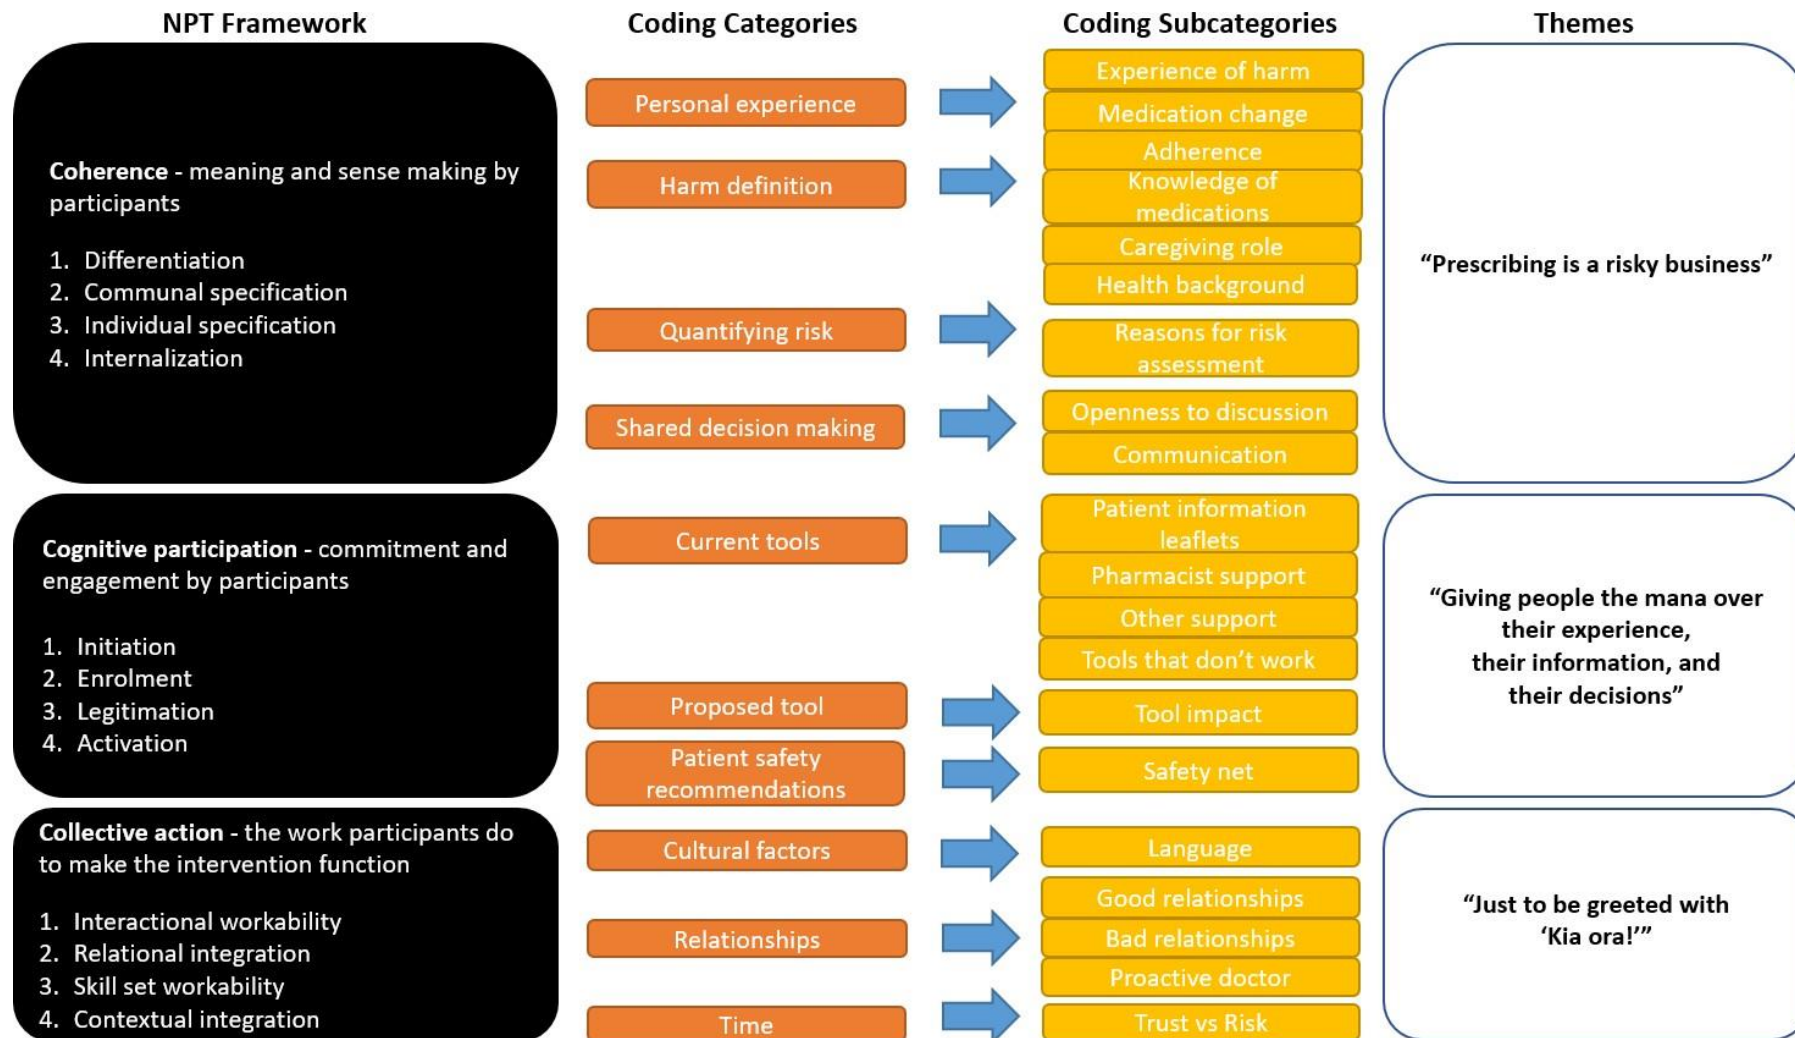 NPT Framework
Coding Categories
Coding Subcategories
Themes
Coherence - meaning and sense making by
participants
1. Differentiation
2. Communal specification
3. Individual specification
4. Internalization
Personal experience
Harm definition
Quantifying risk
Shared decision making
Experience of harm
Medication change
Adherence
Knowledge of
medications
Caregiving role
Health background
Reasons for risk
assessment
Openness to discussion
Communication
“Prescribing is a risky business”
Cognitive participation - commitment and
engagement by participants
1. Initiation
2. Enrolment
3. Legitimation
4. Activation
Current tools
Proposed tool
Patient safety
recommendations
Patient information
leaflets
Pharmacist support
Other support
Tools that don’t work
Tool impact
Safety net
“Giving people the mana over
their experience,
their information, and
their decisions”
Collective action - the work participants do
to make the intervention function
1. Interactional workability
2. Relational integration
3. Skill set workability
4. Contextual integration
Cultural factors
Relationships
Time
Language
Good relationships
Bad relationships
Proactive doctor
Trust vs Risk
“Just to be greeted with
‘Kia ora!’”